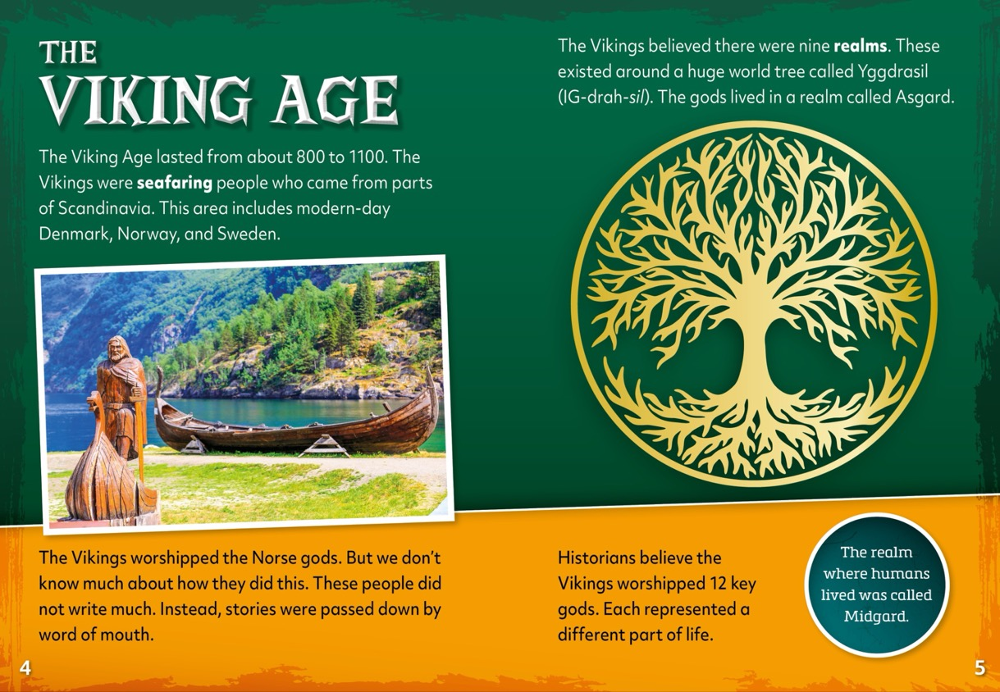 THE
VIKING AGE
The Viking Age lasted from about 800 to 1100. The
Vikings were seafaring people who came from parts
of Scandinavia. This area includes modern-day
Denmark, Norway, and Sweden.
The Vikings worshipped the Norse gods. But we don’t
know much about how they did this. These people did
not write much. Instead, stories were passed down by
word of mouth.
4
The Vikings believed there were nine realms. These
existed around a huge world tree called Yggdrasil
(IG-drah-sil). The gods lived in a realm called Asgard.
Historians believe the
Vikings worshipped 12 key
gods. Each represented a
different part of life.
The realm
where humans
lived was called
Midgard.
5